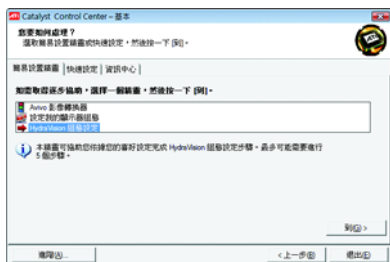 Catalyst Control Center – 基本
您要如何處理？
選取簡易設置精靈或快速設定，然後按一下 [到]。
簡易設置精靈
快速設定
資訊中心
如需取得逐步協助，選擇一個精靈，然後按一下 [到]。
Avivo 影像轉換器
設定我的顯示器組態
HydraVision 組態設定
本精靈可協助您依據您的喜好設定完成 HydraVision 組態設定步驟。最多可能需要進行
5 個步驟。
到(G) >
進階(A)...
< 上一步(B)
退出(E)